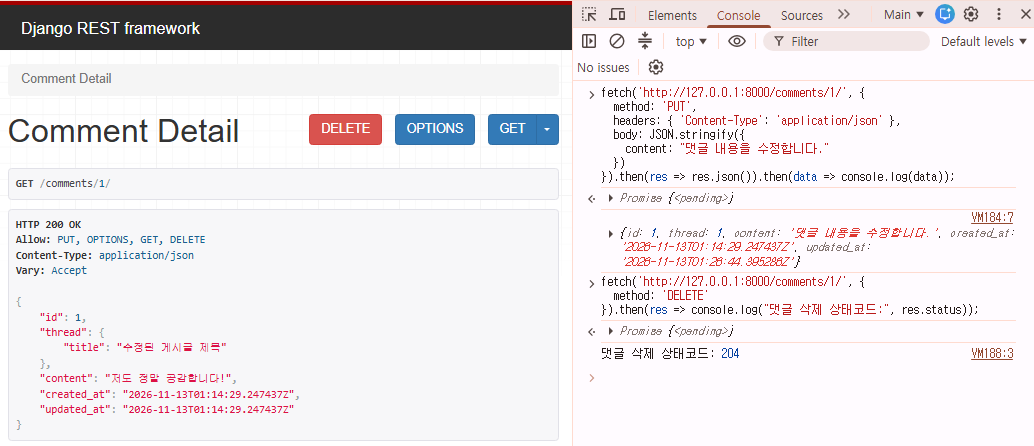 Django REST framework
Comment Detail
Comment Detail
DELETE
OPTIONS
GET
GET /comments/1/
HTTP 200 OK
Allow: PUT, OPTIONS, GET, DELETE
Content-Type: application/json
Vary: Accept
{
"id": 1,
"thread": {
"title": "수정된 게시글 제목"
},
"content": "저도 정말 공감합니다!",
"created_at": "2026-11-13T01:14:29.247437Z",
"updated_at": "2026-11-13T01:14:29.247437Z"
}
Elements Console Sources Main
top Filter Default levels
No issues
fetch('http://127.0.0.1:8000/comments/1/', {
method: 'PUT',
headers: { 'Content-Type': 'application/json' },
body: JSON.stringify({
content: "댓글 내용을 수정합니다."
})
}).then(res => res.json()).then(data => console.log(data));
Promise {<pending>}
VM184:7
{id: 1, thread: 1, content: '댓글 내용을 수정합니다.', created_at:
'2026-11-13T01:14:29.247437Z', updated_at:
'2026-11-13T01:26:44.395286Z'}
fetch('http://127.0.0.1:8000/comments/1/', {
method: 'DELETE'
}).then(res => console.log("댓글 삭제 상태코드:", res.status));
Promise {<pending>}
댓글 삭제 상태코드: 204 VM188:3